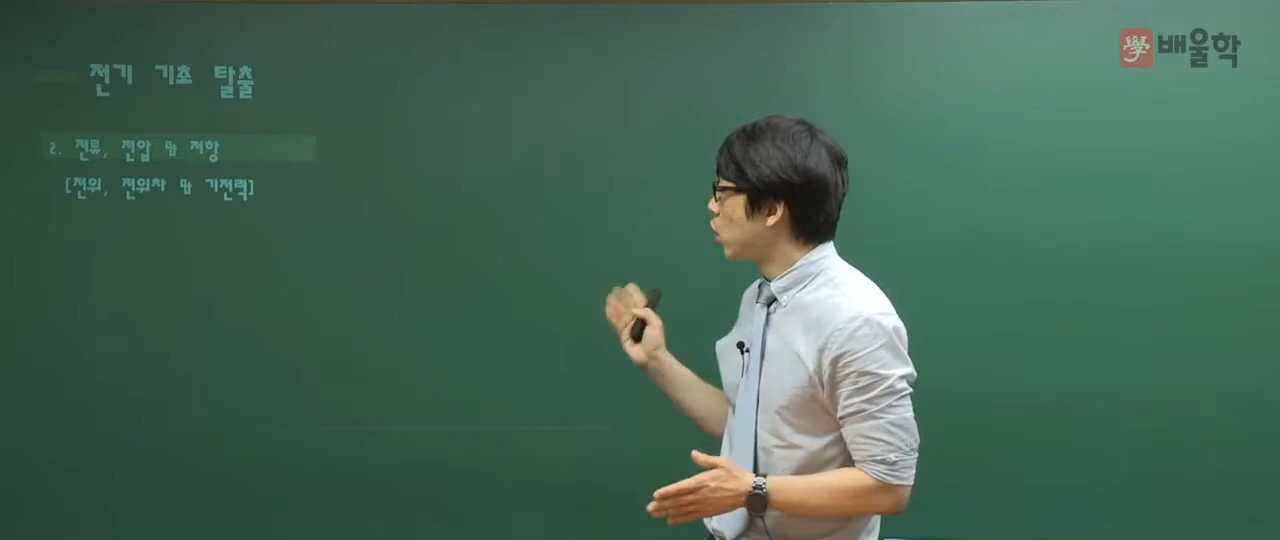 전기 기초 탈출
2. 전류, 전압 및 저항
[전위, 전위차 및 기전력]
學 배울학